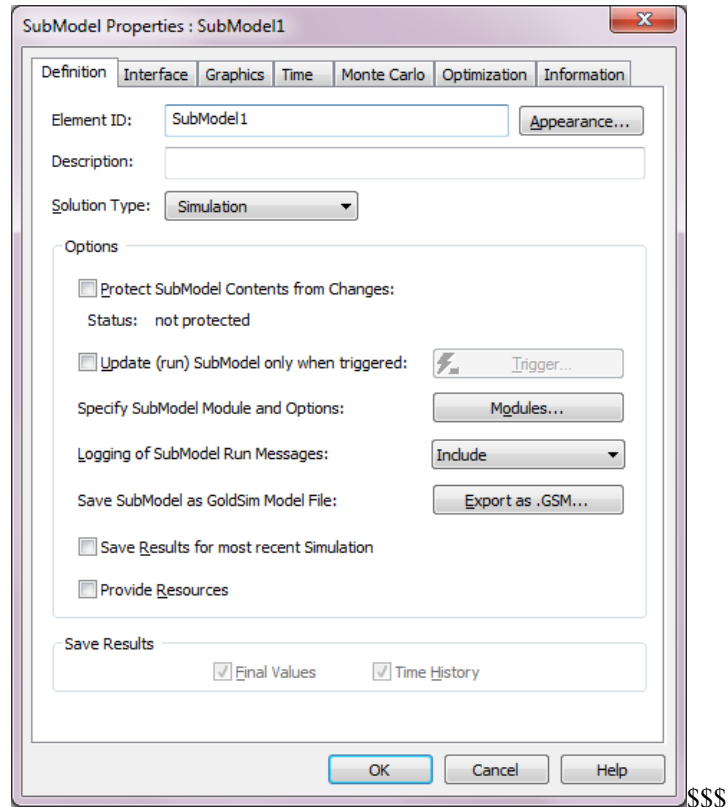 SubModel Properties : SubModel1
Definition Interface Graphics Time Monte Carlo Optimization Information
Element ID: SubModel1 Appearance...
Description:
Solution Type: Simulation
Options
Protect SubModel Contents from Changes:
Status: not protected
Update (run) SubModel only when triggered: Trigger...
Specify SubModel Module and Options: Modules...
Logging of SubModel Run Messages: Include
Save SubModel as GoldSim Model File: Export as .GSM...
Save Results for most recent Simulation
Provide Resources
Save Results
Final Values Time History
OK Cancel Help
$$$